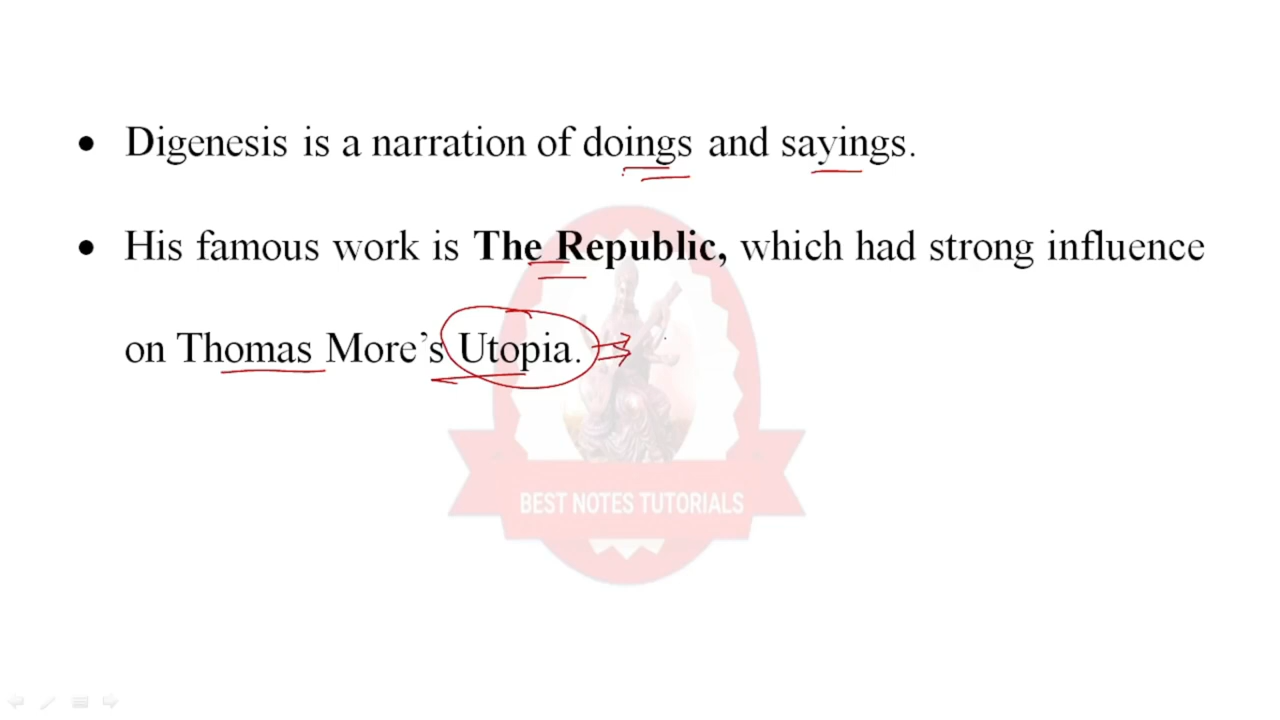 • Digenesis is a narration of doings and sayings.
• His famous work is The Republic, which had strong influence
on Thomas More’s Utopia.
BEST NOTES TUTORIALS